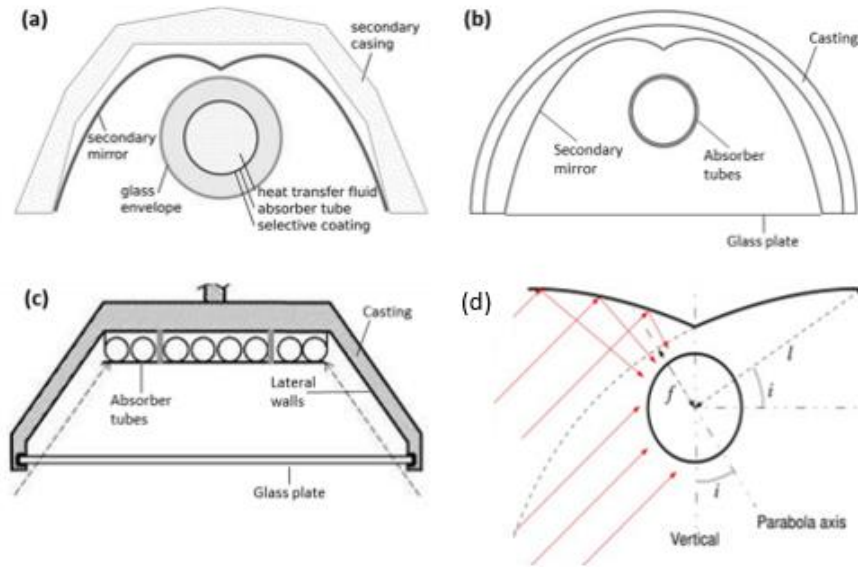 (a)
secondary
casing
secondary
mirror
glass
envelope
heat transfer fluid
absorber tube
selective coating
(b)
Casting
Secondary
mirror
Absorber
tubes
Glass plate
(c)
Casting
Absorber
tubes
Lateral
walls
Glass plate
(d)
l
i
f
i
Vertical
Parabola axis